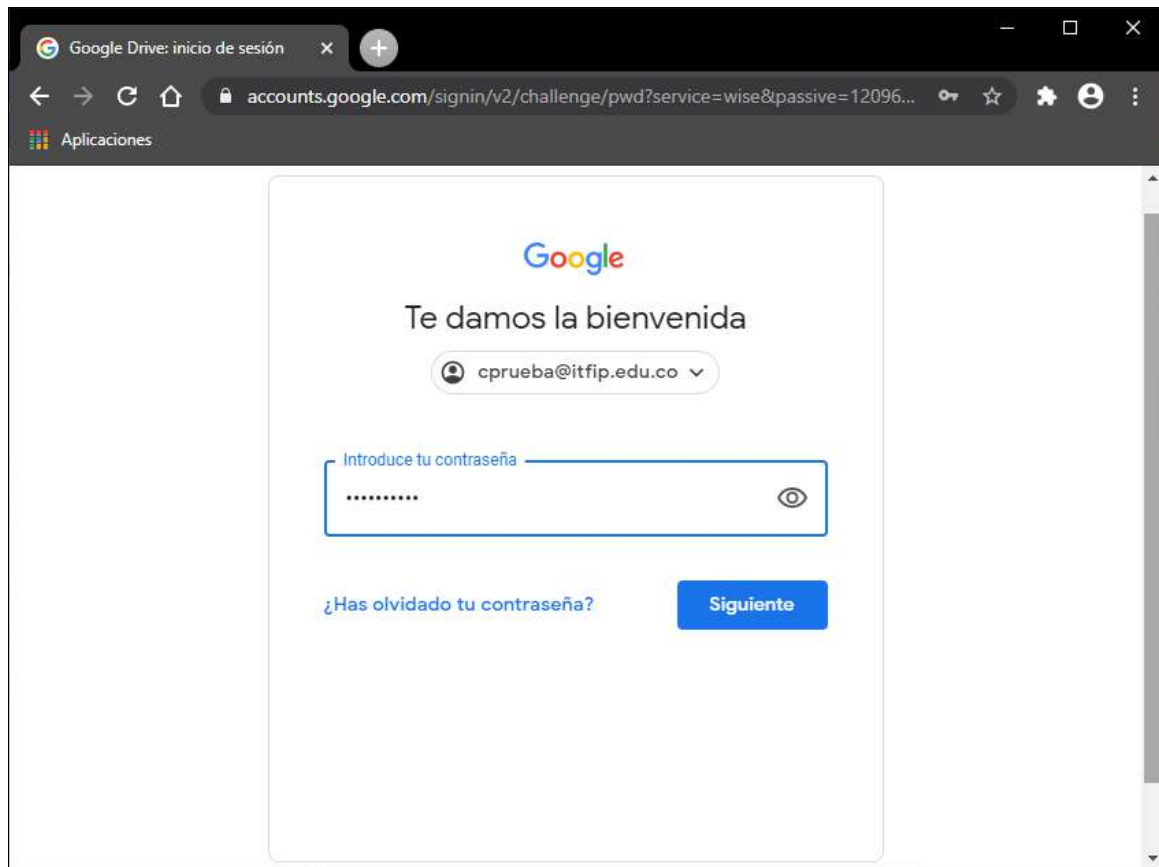 Google Drive: inicio de sesión
accounts.google.com/signin/v2/challenge/pwd?service=wise&passive=12096...
Aplicaciones
Google
Te damos la bienvenida
cprueba@itfip.edu.co
Introduce tu contraseña
••••••••••
¿Has olvidado tu contraseña?
Siguiente